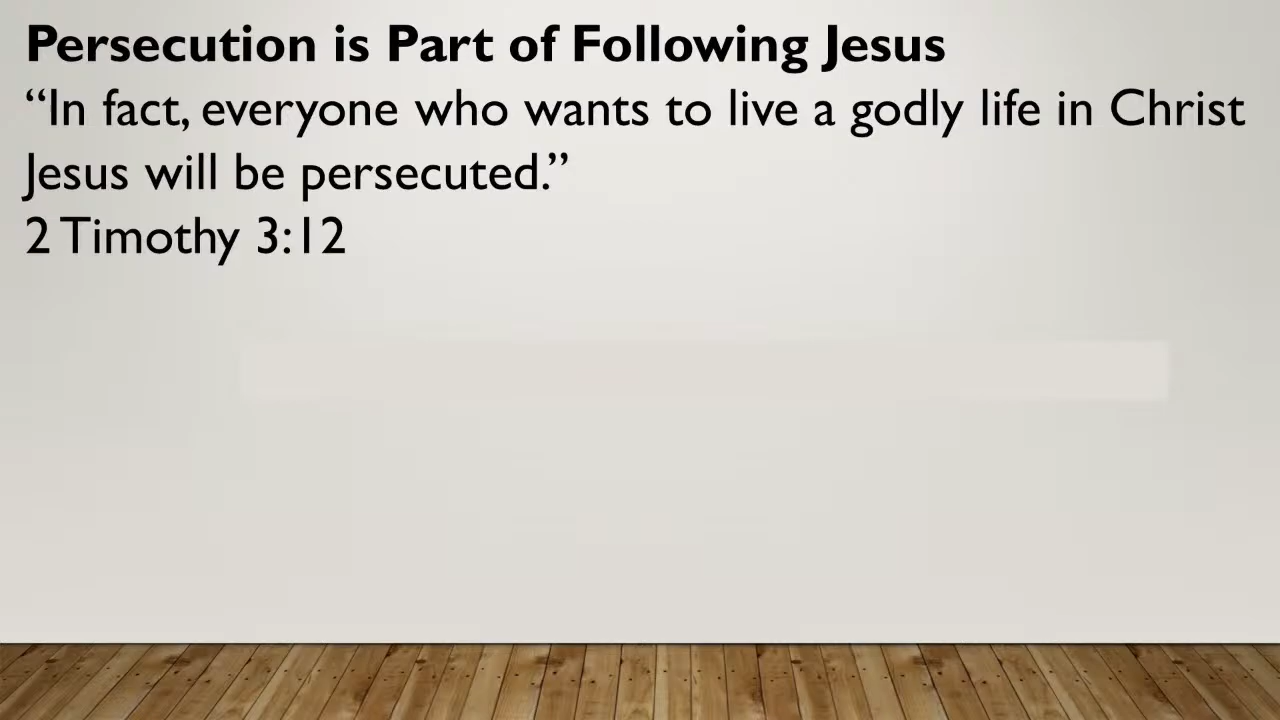 Persecution is Part of Following Jesus
“In fact, everyone who wants to live a godly life in Christ
Jesus will be persecuted.”
2 Timothy 3:12